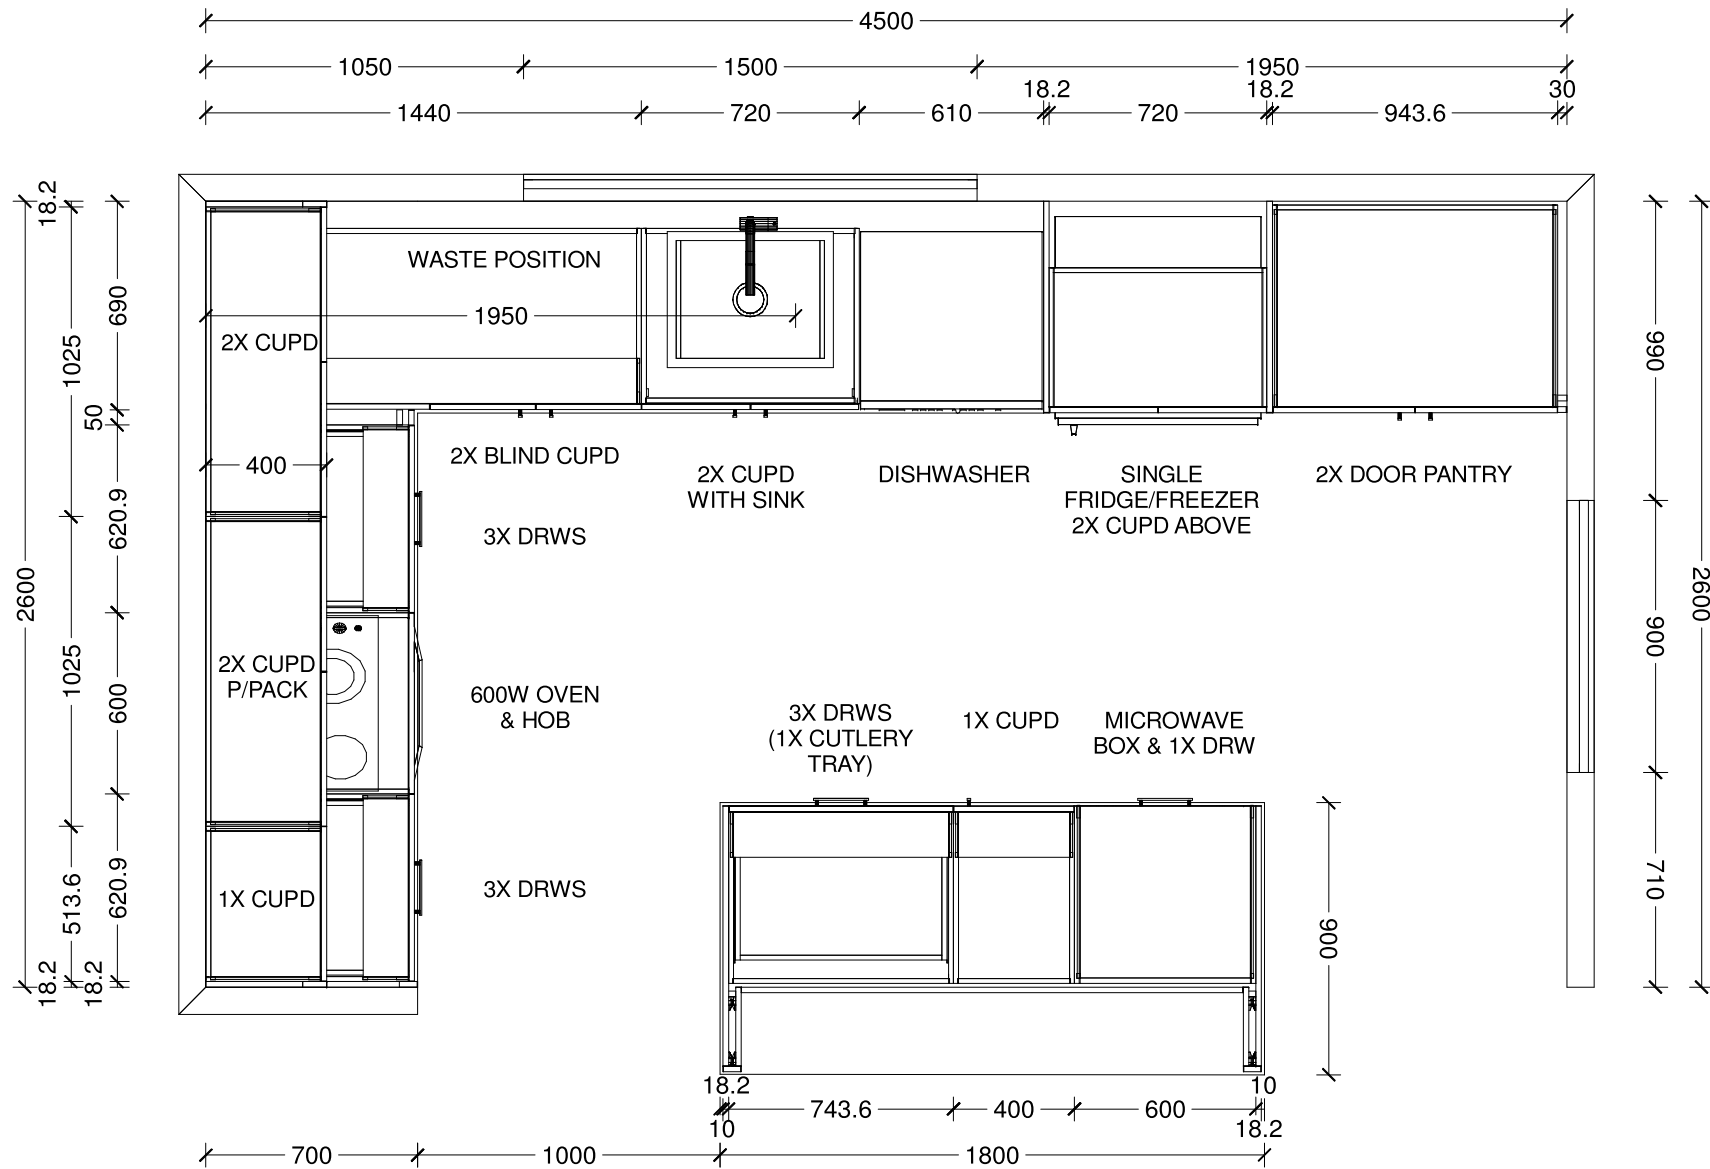 4500
1050
1500
1950
18.2
18.2
30
1440
720
610
720
943.6
18.2
2600
1025
1025
513.6
18.2
690
50
620.9
600
620.9
18.2
WASTE POSITION
1950
2X CUPD
400
2X CUPD
P/PACK
1X CUPD
2X BLIND CUPD
3X DRWS
600W OVEN
& HOB
3X DRWS
2X CUPD
WITH SINK
DISHWASHER
SINGLE
FRIDGE/FREEZER
2X CUPD ABOVE
2X DOOR PANTRY
3X DRWS
(1X CUTLERY
TRAY)
1X CUPD
MICROWAVE
BOX & 1X DRW
990
900
710
2600
900
18.2
10
743.6
400
600
10
18.2
700
1000
1800